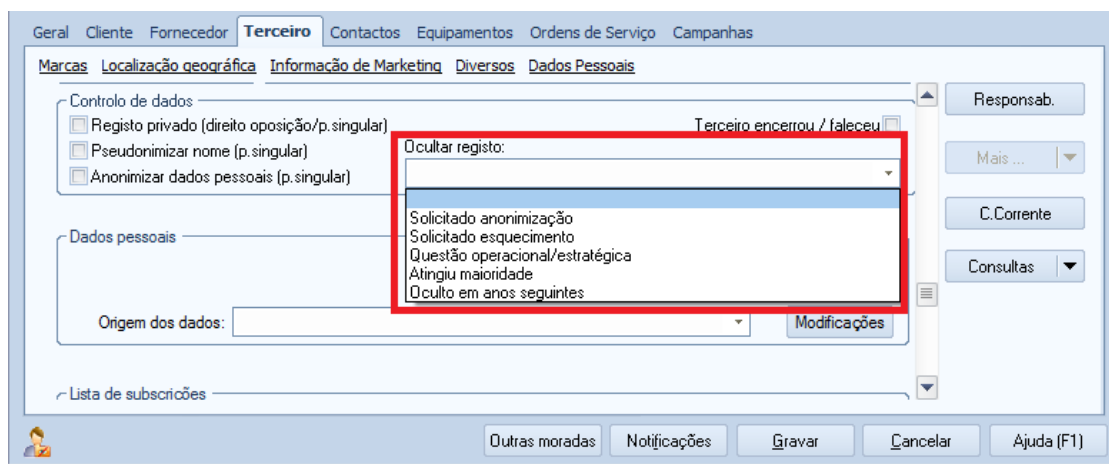 Geral Cliente Fornecedor Terceiro Contactos Equipamentos Ordens de Serviço Campanhas
Marcas Localização geográfica Informação de Marketing Diversos Dados Pessoais
Controlo de dados
Registo privado (direito oposição/p.singular)
Terceiro encerrou / faleceu
Pseudonimizar nome (p.singular)
Anonimizar dados pessoais (p.singular)
Ocultar registo:
Solicitado anonimização
Solicitado esquecimento
Questão operacional/estratégica
Atingiu maioridade
Oculto em anos seguintes
Dados pessoais
Origem dos dados:
Modificações
Lista de subscricões
Responsab.
Mais ...
C.Corrente
Consultas
Outras moradas Notificações Gravar Cancelar Ajuda (F1)